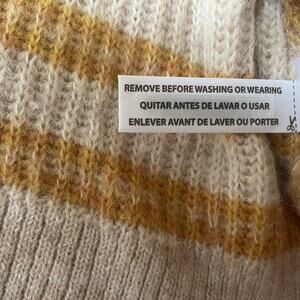 REMOVE BEFORE WASHING OR WEARING
QUITAR ANTES DE LAVAR O USAR
ENLEVER AVANT DE LAVER OU PORTER